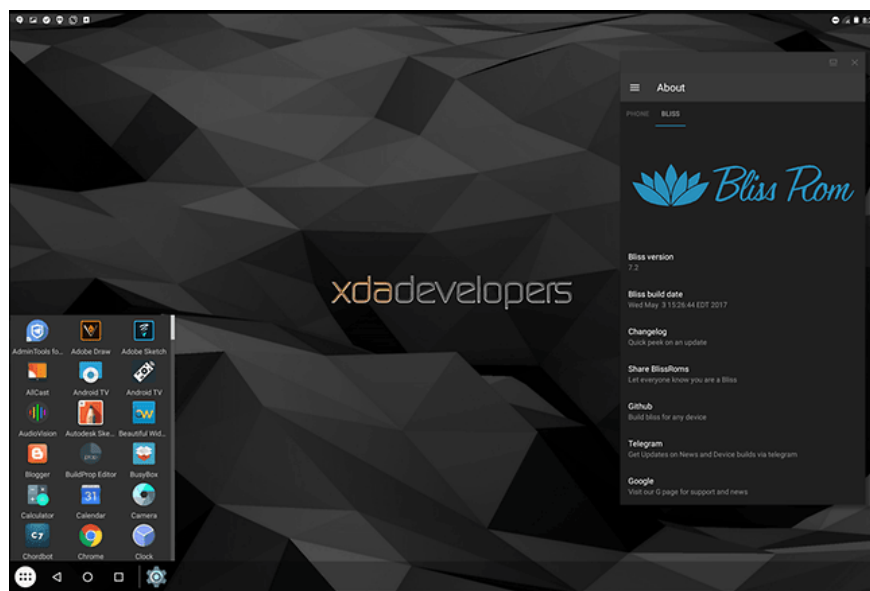 About
PHONE BLISS
Bliss Rom
Bliss version
7.2
Bliss build date
Wed May 3 15:26:44 EDT 2017
Changelog
Quick peek on an update
Share BlissRoms
Let everyone know you are a Bliss
Github
Build bliss for any device
Telegram
Get Updates on News and Device builds via telegram
Google
Visit our G page for support and news
xdadevelopers
AdminTools fo... Adobe Draw Adobe Sketch
AllCast Android TV Android TV
AudioVision Autodesk Ske... Beautiful Wid...
Blogger BuildProp Editor BusyBox
31
Calculator Calendar Camera
C7
Chordbot Chrome Clock